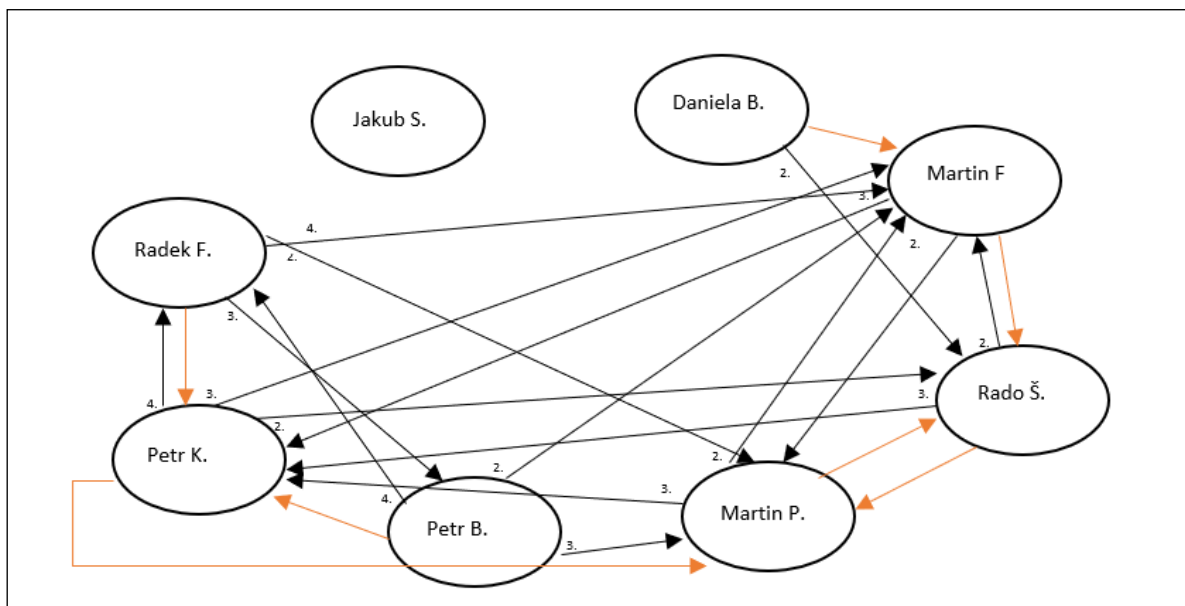 Jakub S.
Daniela B.
Martin F
2.
3.
4.
Radek F.
2.
2.
3.
2.
3.
4.
3.
Rado Š.
2.
Petr K.
2.
2.
3.
4.
Martin P.
Petr B.
3.